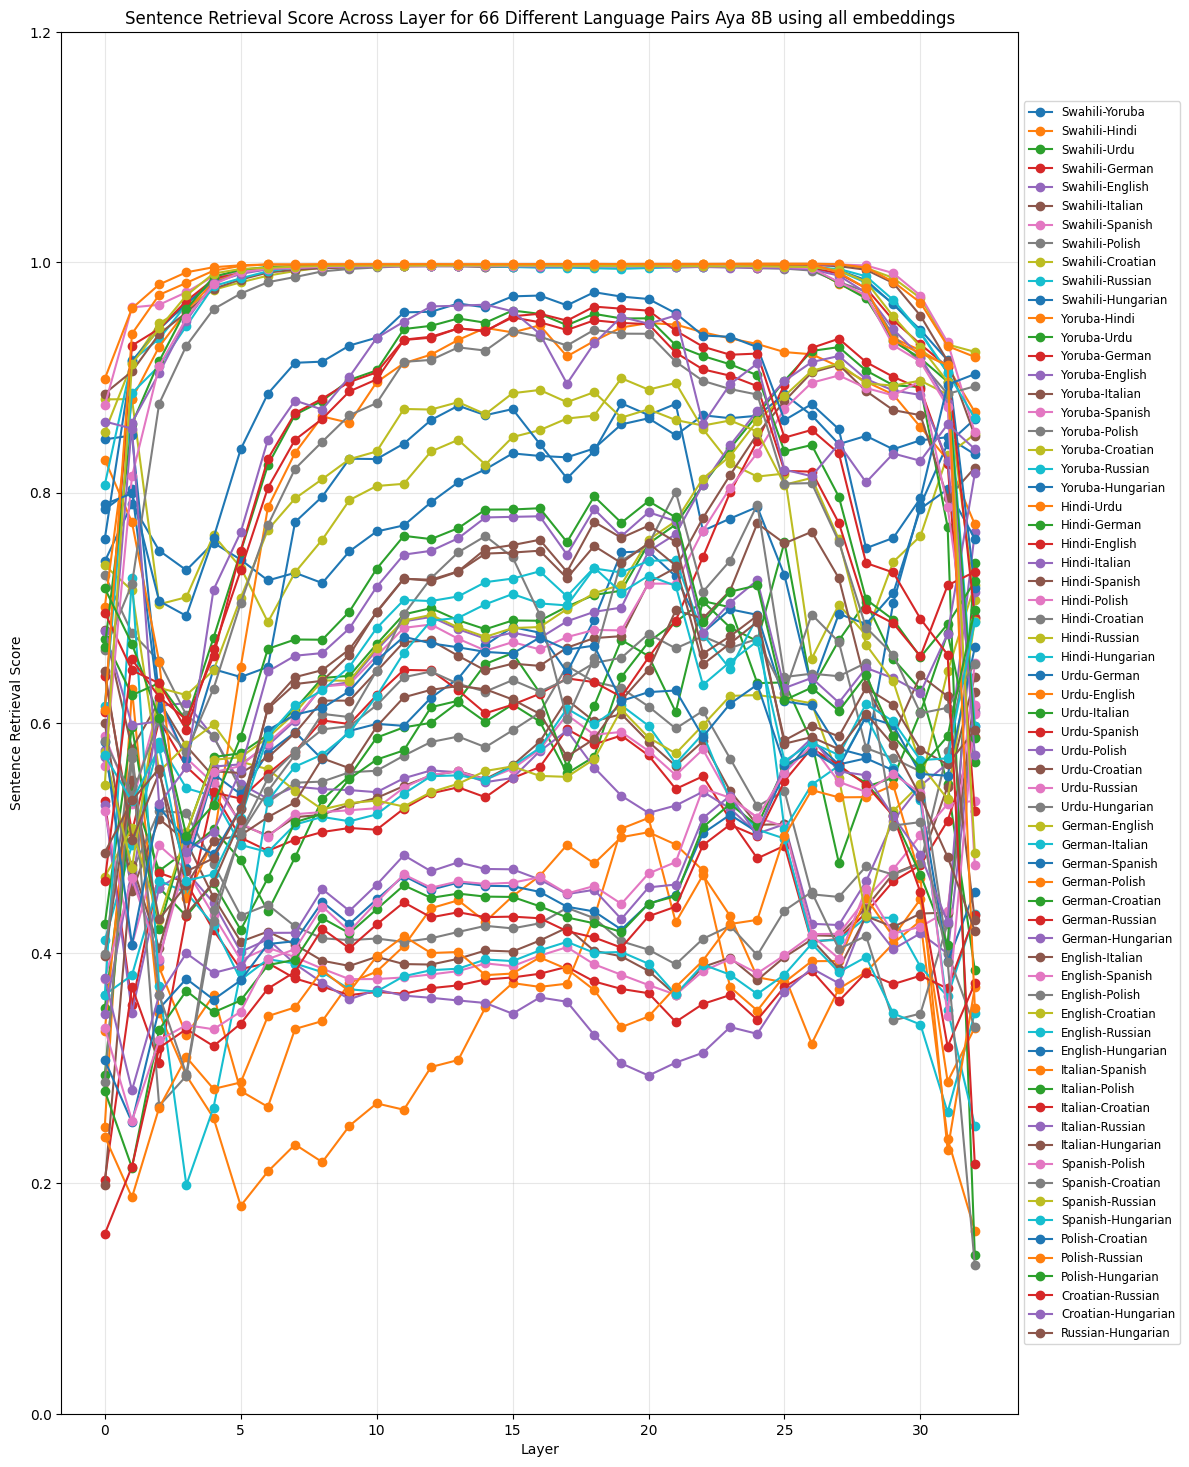 Sentence Retrieval Score Across Layer for 66 Different Language Pairs Aya 8B using all embeddings
Sentence Retrieval Score
1.2
1.0
0.8
0.6
0.4
0.2
0.0
0
5
10
15
20
25
30
Layer
Swahili-Yoruba
Swahili-Hindi
Swahili-Urdu
Swahili-German
Swahili-English
Swahili-Italian
Swahili-Spanish
Swahili-Polish
Swahili-Croatian
Swahili-Russian
Swahili-Hungarian
Yoruba-Hindi
Yoruba-Urdu
Yoruba-German
Yoruba-English
Yoruba-Italian
Yoruba-Spanish
Yoruba-Polish
Yoruba-Croatian
Yoruba-Russian
Yoruba-Hungarian
Hindi-Urdu
Hindi-German
Hindi-English
Hindi-Italian
Hindi-Spanish
Hindi-Polish
Hindi-Croatian
Hindi-Russian
Hindi-Hungarian
Urdu-German
Urdu-English
Urdu-Italian
Urdu-Spanish
Urdu-Polish
Urdu-Croatian
Urdu-Russian
Urdu-Hungarian
German-English
German-Italian
German-Spanish
German-Polish
German-Croatian
German-Russian
German-Hungarian
English-Italian
English-Spanish
English-Polish
English-Croatian
English-Russian
English-Hungarian
Italian-Spanish
Italian-Polish
Italian-Croatian
Italian-Russian
Italian-Hungarian
Spanish-Polish
Spanish-Croatian
Spanish-Russian
Spanish-Hungarian
Polish-Croatian
Polish-Russian
Polish-Hungarian
Croatian-Russian
Croatian-Hungarian
Russian-Hungarian